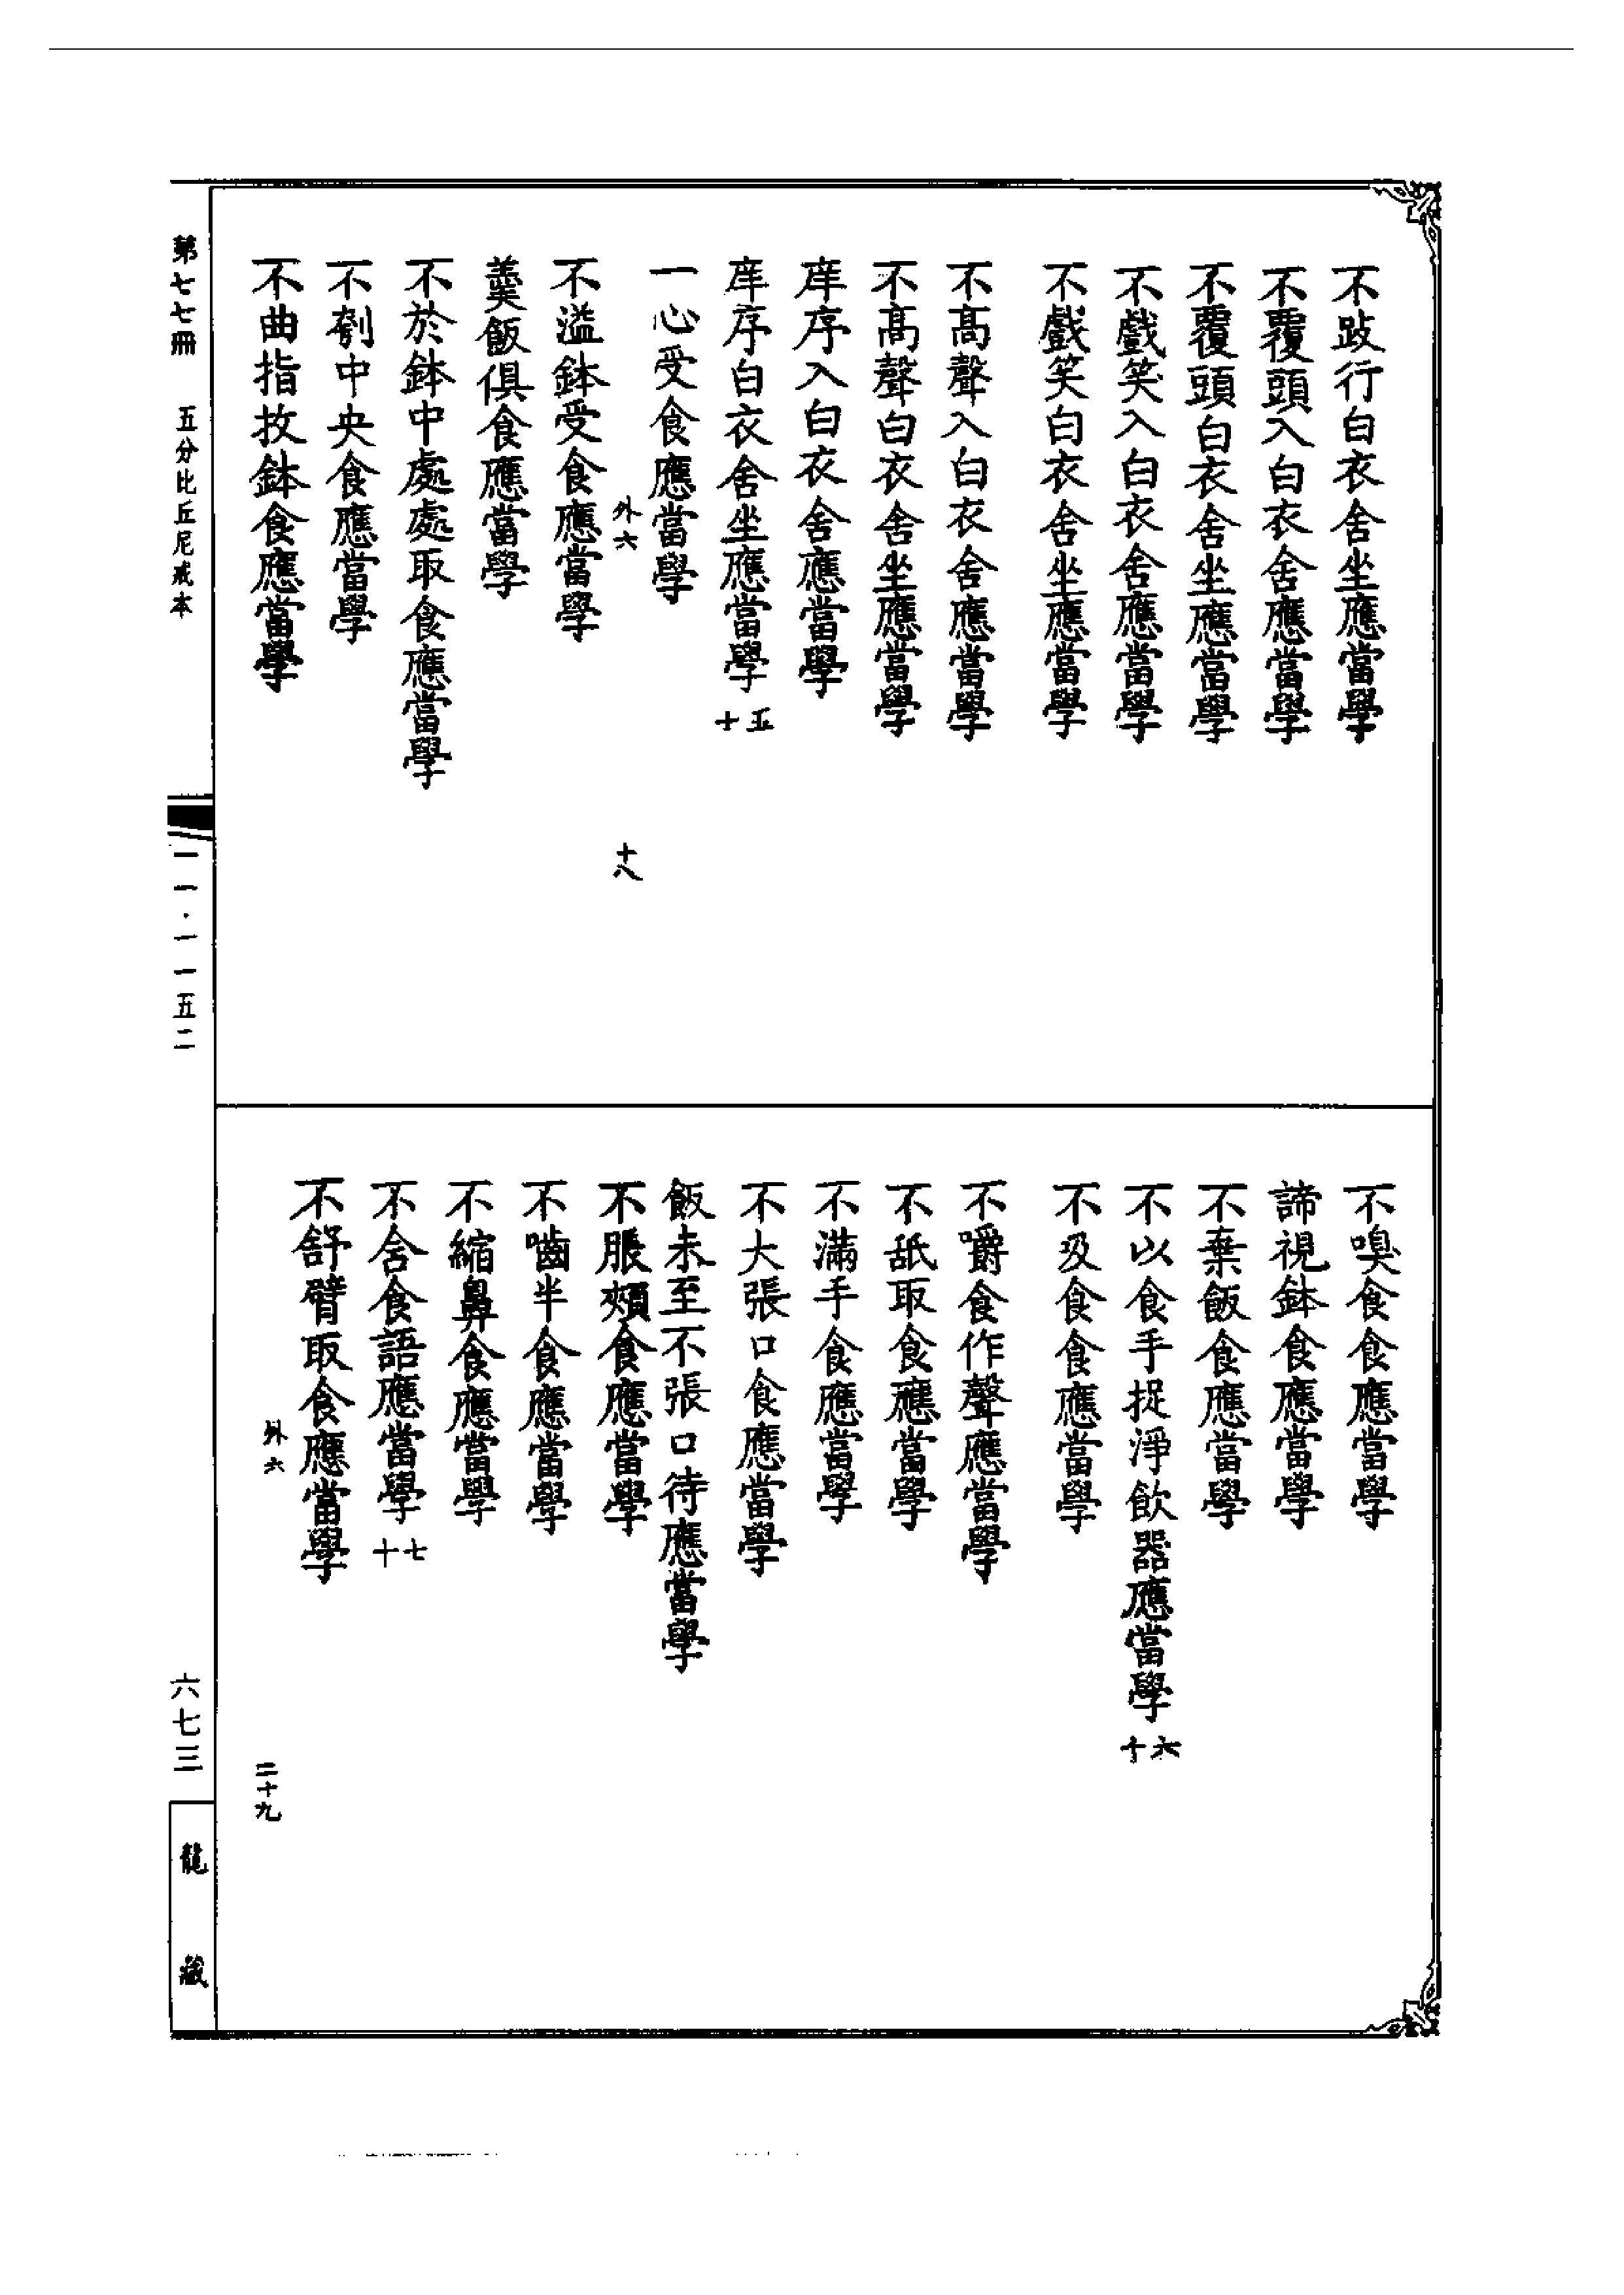 不跂行白衣舍坐應當學
不覆頭入白衣舍應當學
不覆頭白衣舍坐應當學
不戲笑入白衣舍應當學
不戲笑白衣舍坐應當學
不高聲入白衣舍應當學
不高聲白衣舍坐應當學
庠序入白衣舍應當學
庠序白衣舍坐應當學五十
一心受食應當學
外六
十八
不溢鉢受食應當學
羹飯俱食應當學
不於鉢中處處取食應當學
不刳中央食應當學
不曲指抆鉢食應當學
不嗅食食應當學
諦視鉢食應當學
不棄飯食應當學
不以食手捉淨飲器應當學六十
不汲食食應當學
不嚼食作聲應當學
不舐取食應當學
不滿手食應當學
不大張口食應當學
飯未至不張口待應當學
不脹頰食應當學
不嚙半食應當學
不縮鼻食應當學
不含食語應當學七十
不舒臂取食應當學
外六
二十九
第七七冊 五分比丘尼戒本
一一·一一五二
六七三
龍藏